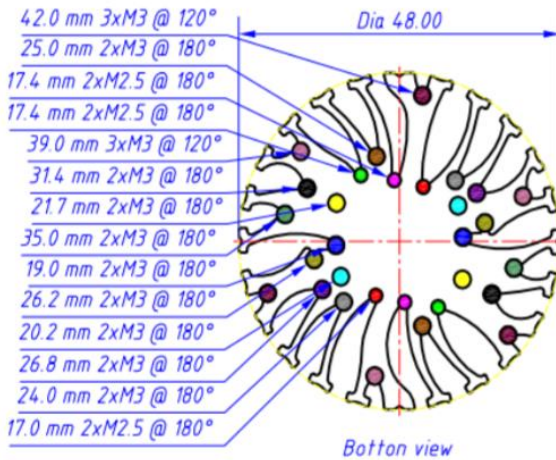 42.0 mm 3xM3 @ 120°
Dia 48.00
25.0 mm 2xM3 @ 180°
17.4 mm 2xM2.5 @ 180°
17.4 mm 2xM2.5 @ 180°
39.0 mm 3xM3 @ 120°
31.4 mm 2xM3 @ 180°
21.7 mm 2xM3 @ 180°
35.0 mm 2xM3 @ 180°
19.0 mm 2xM3 @ 180°
26.2 mm 2xM3 @ 180°
20.2 mm 2xM3 @ 180°
26.8 mm 2xM3 @ 180°
24.0 mm 2xM3 @ 180°
17.0 mm 2xM2.5 @ 180°
Botton view